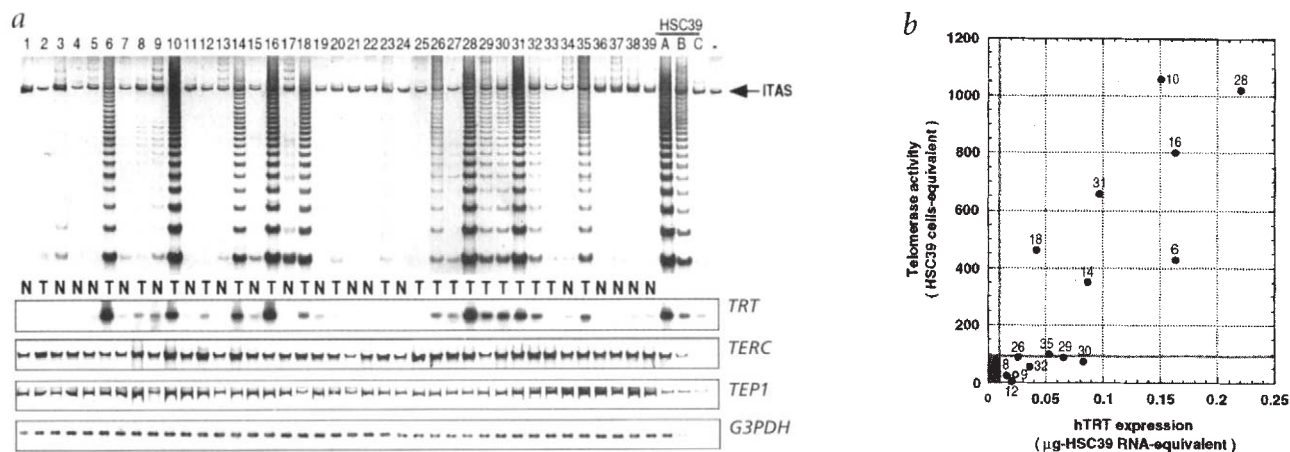 a
HSC39
1 2 3 4 5 6 7 8 9 10 11 12 13 14 15 16 17 18 19 20 21 22 23 24 25 26 27 28 29 30 31 32 33 34 35 36 37 38 39 A B C -
ITAS
N T N N N T N T N T N T N T N T N T N T N N T N T T T T T T T T T N T N N N N
TRT
TERC
TEP1
G3PDH
b
Telomerase activity
( HSC39 cells-equivalent )
1200
1000
800
600
400
200
0
10
28
16
31
18
6
14
26
35
29
30
8
9
32
12
0 0.05 0.1 0.15 0.2 0.25
hTRT expression
( µg-HSC39 RNA-equivalent )